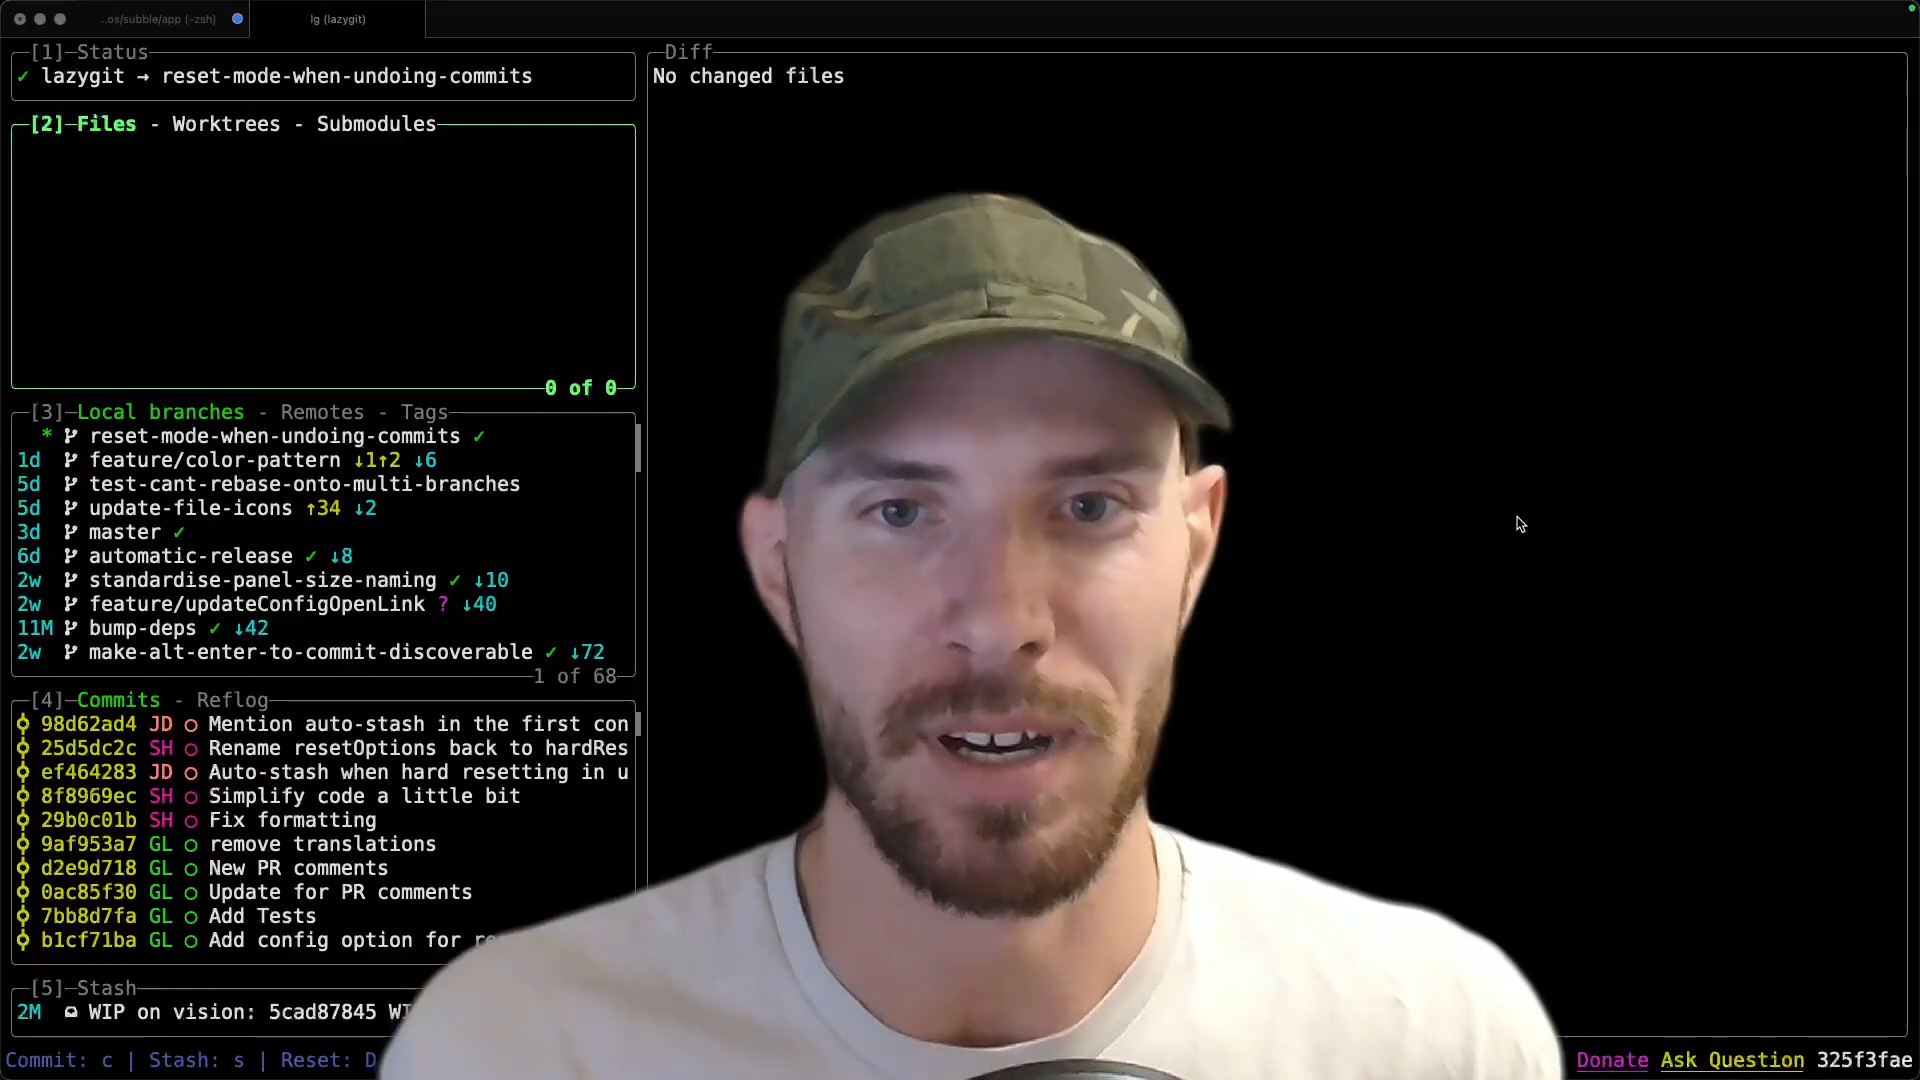 ..os/subble/app (-zsh)
lg (lazygit)
[1] Status
✓ lazygit → reset-mode-when-undoing-commits
[2] Files - Worktrees - Submodules
0 of 0
[3] Local branches - Remotes - Tags
* reset-mode-when-undoing-commits ✓
1d feature/color-pattern ↓1↑2 ↓6
5d test-cant-rebase-onto-multi-branches
5d update-file-icons ↑34 ↓2
3d master ✓
6d automatic-release ✓ ↓8
2w standardise-panel-size-naming ✓ ↓10
2w feature/updateConfigOpenLink ? ↓40
11M bump-deps ✓ ↓42
2w make-alt-enter-to-commit-discoverable ✓ ↓72
1 of 68
[4] Commits - Reflog
98d62ad4 JD Mention auto-stash in the first con
25d5dc2c SH Rename resetOptions back to hardRes
ef464283 JD Auto-stash when hard resetting in u
8f8969ec SH Simplify code a little bit
29b0c01b SH Fix formatting
9af953a7 GL remove translations
d2e9d718 GL New PR comments
0ac85f30 GL Update for PR comments
7bb8d7fa GL Add Tests
b1cf71ba GL Add config option for
[5] Stash
2M WIP on vision: 5cad87845
Commit: c | Stash: s | Reset: D
Diff
No changed files
Donate Ask Question 325f3fae